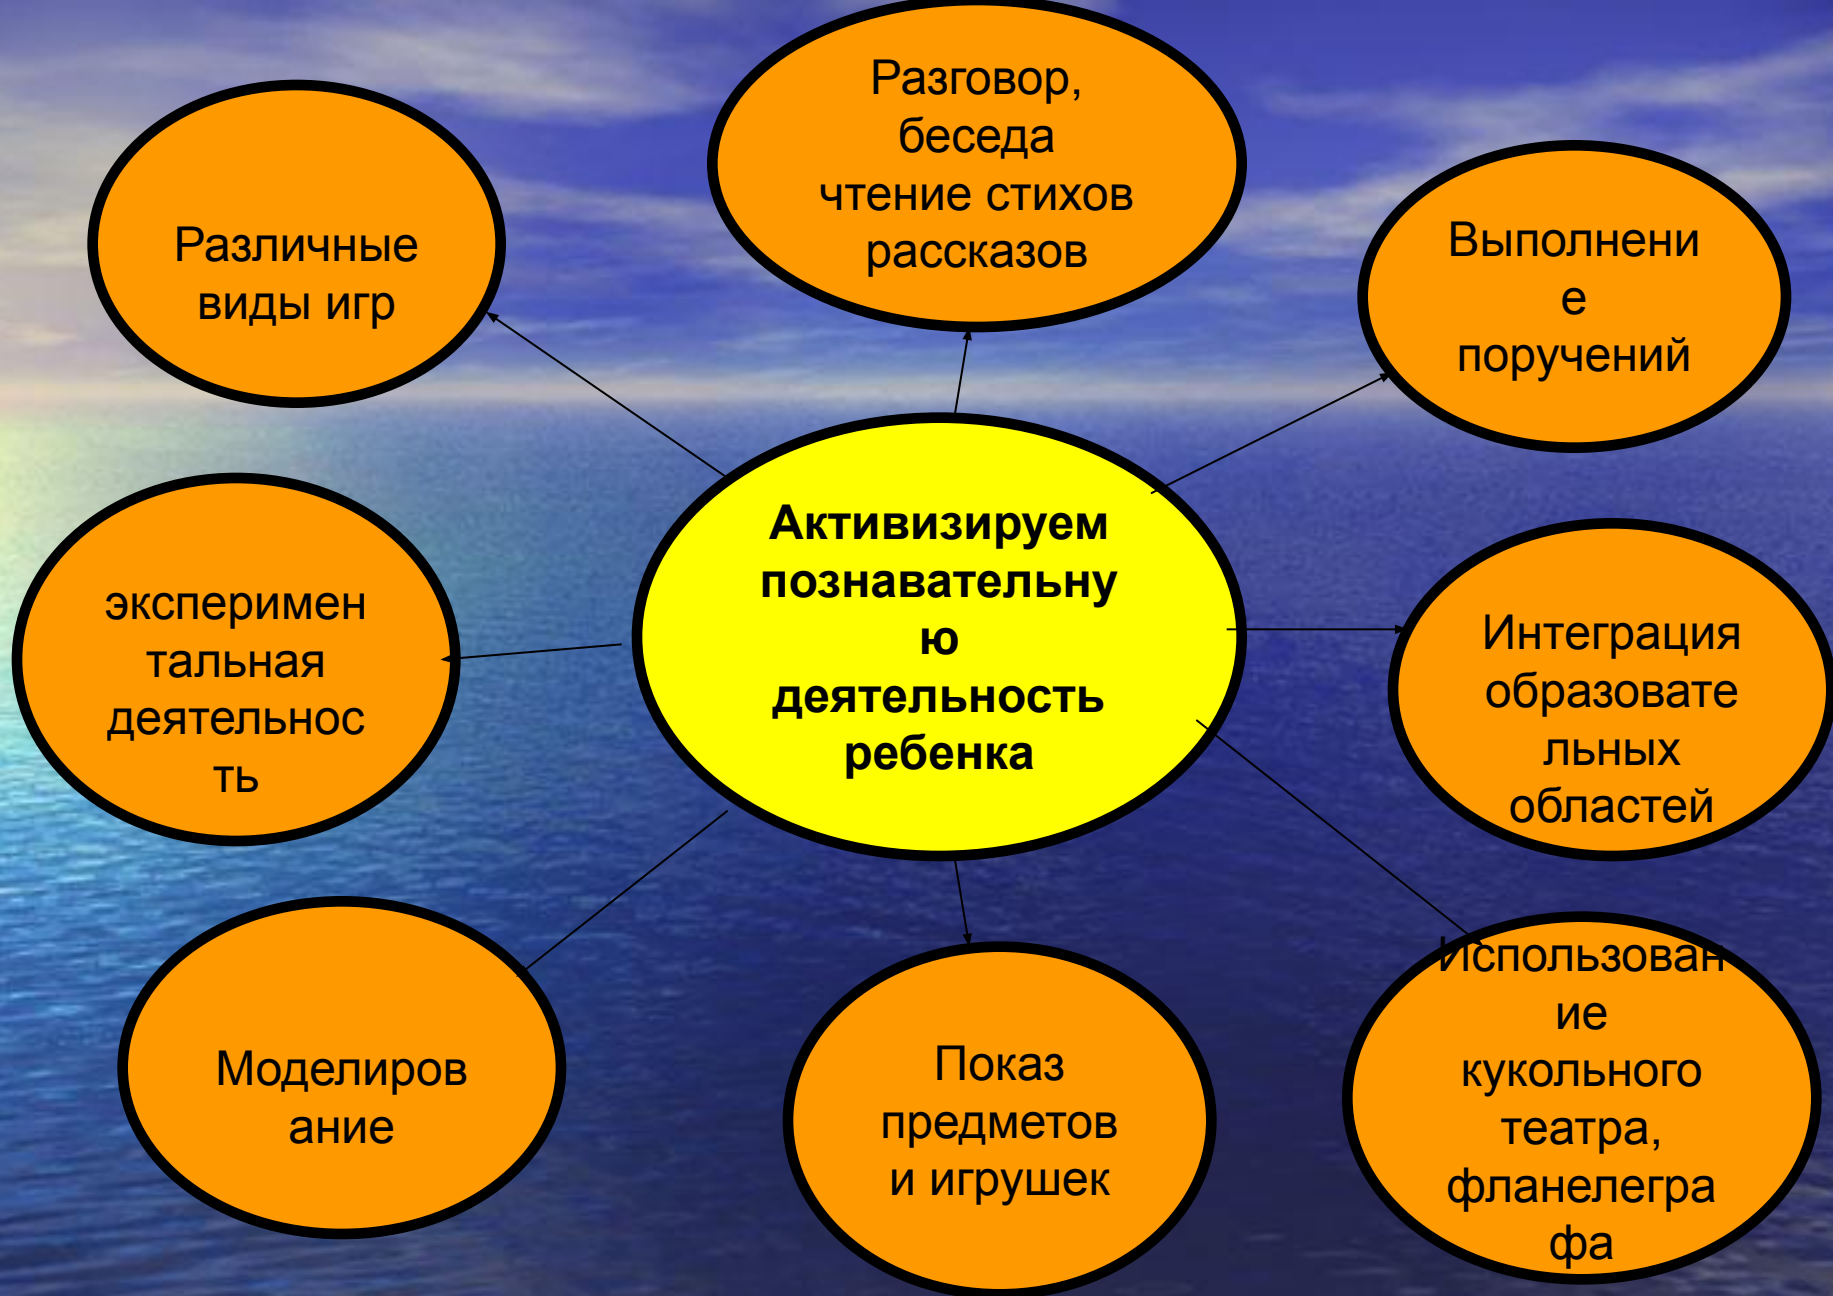 Разговор,
беседа
чтение стихов
рассказов
Различные
виды игр
Выполнени
е
поручений
Активизируем
познавательну
ю
деятельность
ребенка
эксперимен
тальная
деятельнос
ть
Интеграция
образовате
льных
областей
Моделиров
ание
Показ
предметов
и игрушек
Использован
ие
кукольного
театра,
фланелегра
фа